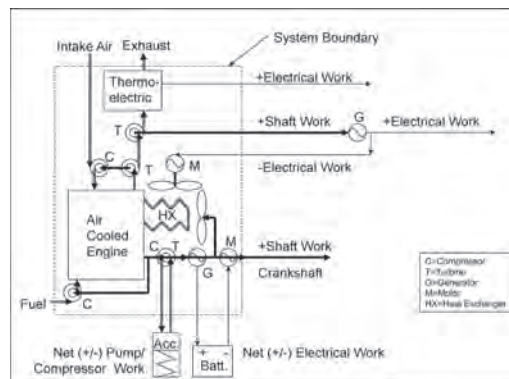 Intake Air
Exhaust
System Boundary
Thermo-
electric
+Electrical Work
+Shaft Work
G
+Electrical Work
T
C
T
M
-Electrical Work
Air
Cooled
Engine
HX
C
T
M
G
+Shaft Work
Crankshaft
Fuel
C
C=Compressor
T=Turbine
G=Generator
M=Motor
HX=Heat Exchanger
Net (+/-) Pump/
Compressor Work
Acc.
+ -
Batt.
Net (+/-) Electrical Work